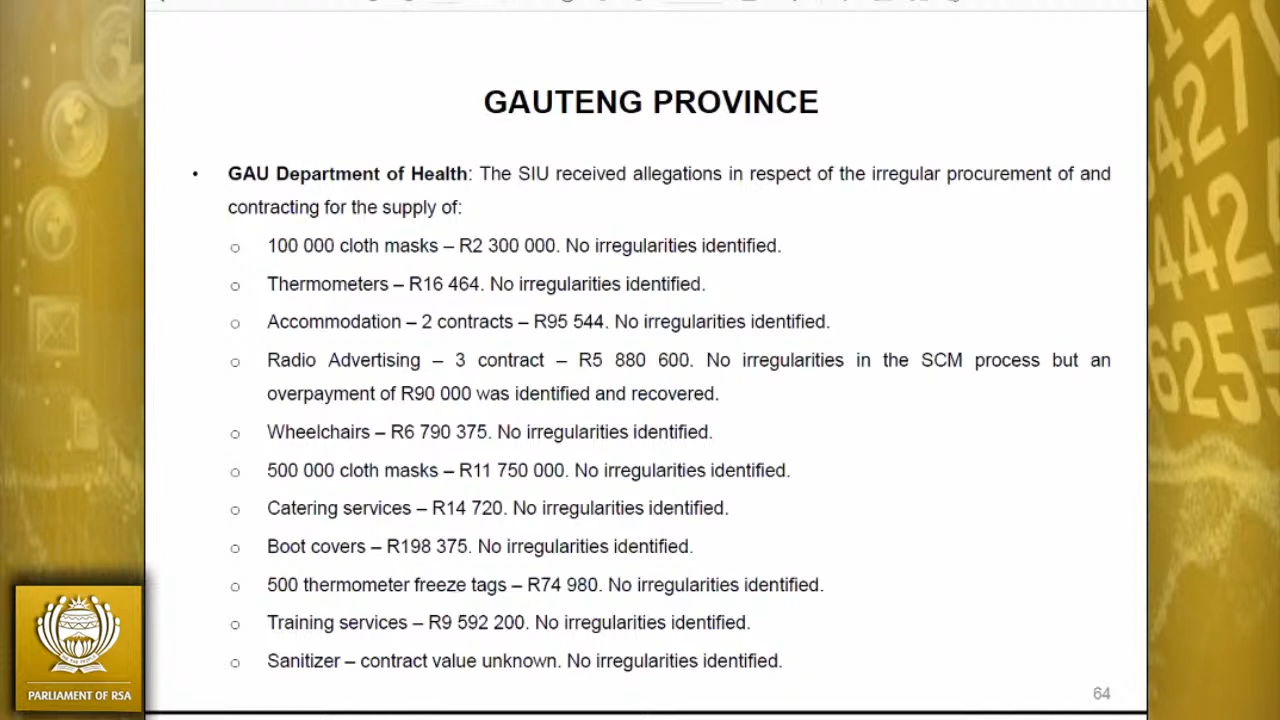 GAUTENG PROVINCE
• GAU Department of Health: The SIU received allegations in respect of the irregular procurement of and
contracting for the supply of:
o 100 000 cloth masks – R2 300 000. No irregularities identified.
o Thermometers – R16 464. No irregularities identified.
o Accommodation – 2 contracts – R95 544. No irregularities identified.
o Radio Advertising – 3 contract – R5 880 600. No irregularities in the SCM process but an
overpayment of R90 000 was identified and recovered.
o Wheelchairs – R6 790 375. No irregularities identified.
o 500 000 cloth masks – R11 750 000. No irregularities identified.
o Catering services – R14 720. No irregularities identified.
o Boot covers – R198 375. No irregularities identified.
o 500 thermometer freeze tags – R74 980. No irregularities identified.
o Training services – R9 592 200. No irregularities identified.
o Sanitizer – contract value unknown. No irregularities identified.
64
PARLIAMENT OF RSA
427
442
6255